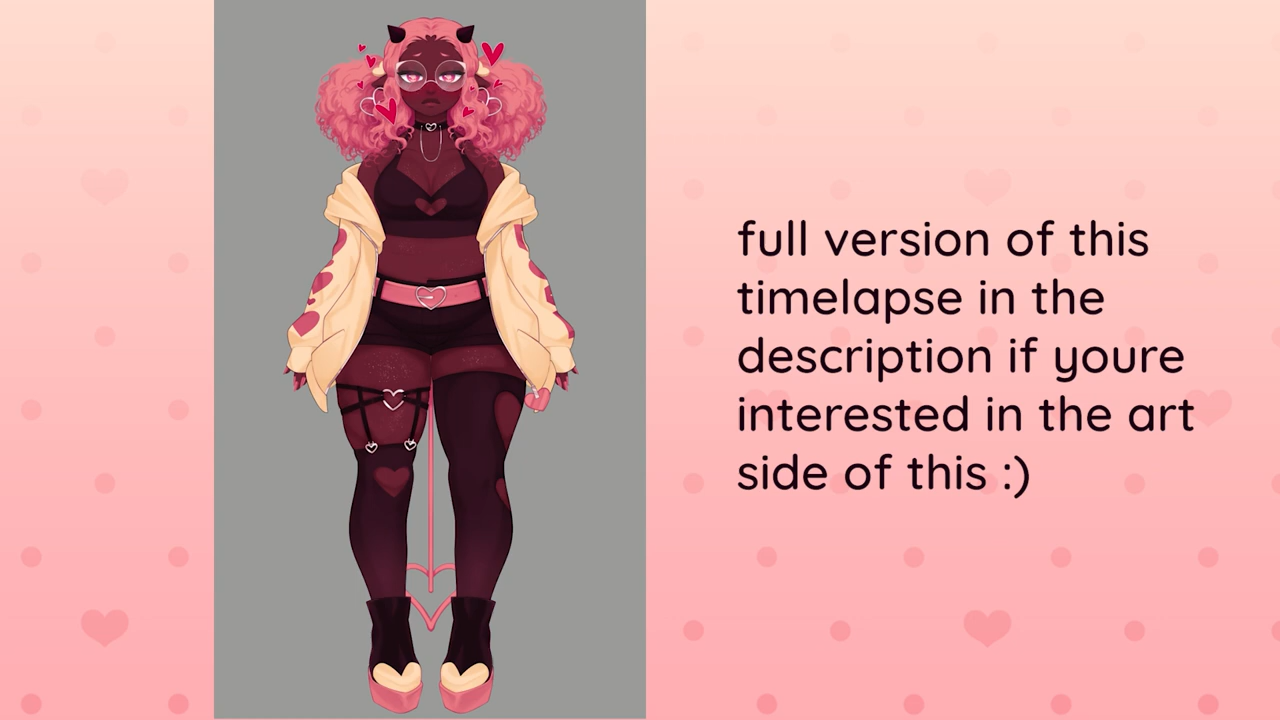 full version of this
timelapse in the
description if youre
interested in the art
side of this :)